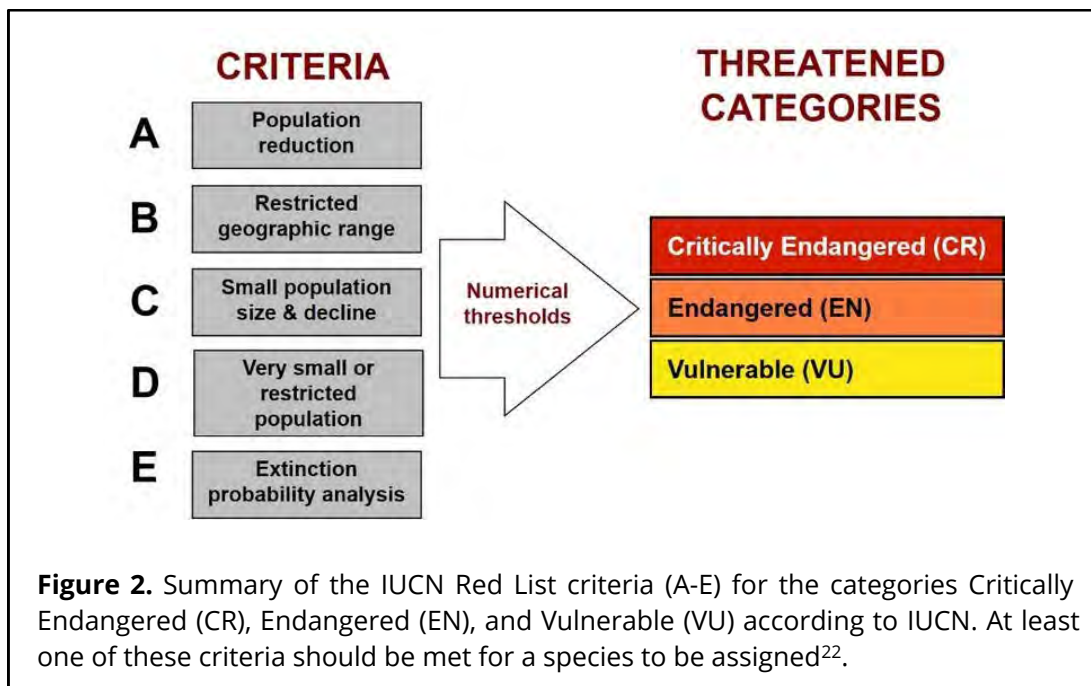 CRITERIA
A
Population
reduction
B
Restricted
geographic range
C
Small population
size & decline
D
Very small or
restricted
population
E
Extinction
probability analysis
Numerical
thresholds
THREATENED
CATEGORIES
Critically Endangered (CR)
Endangered (EN)
Vulnerable (VU)
Figure 2. Summary of the IUCN Red List criteria (A-E) for the categories Critically
Endangered (CR), Endangered (EN), and Vulnerable (VU) according to IUCN. At least
one of these criteria should be met for a species to be assigned²².